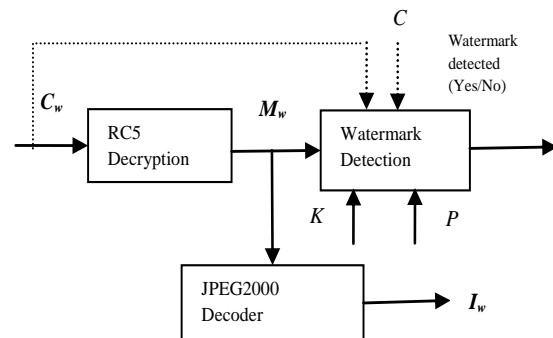 C
Watermark
detected
(Yes/No)
C_w
M_w
RC5
Decryption
Watermark
Detection
K
P
JPEG2000
Decoder
I_w